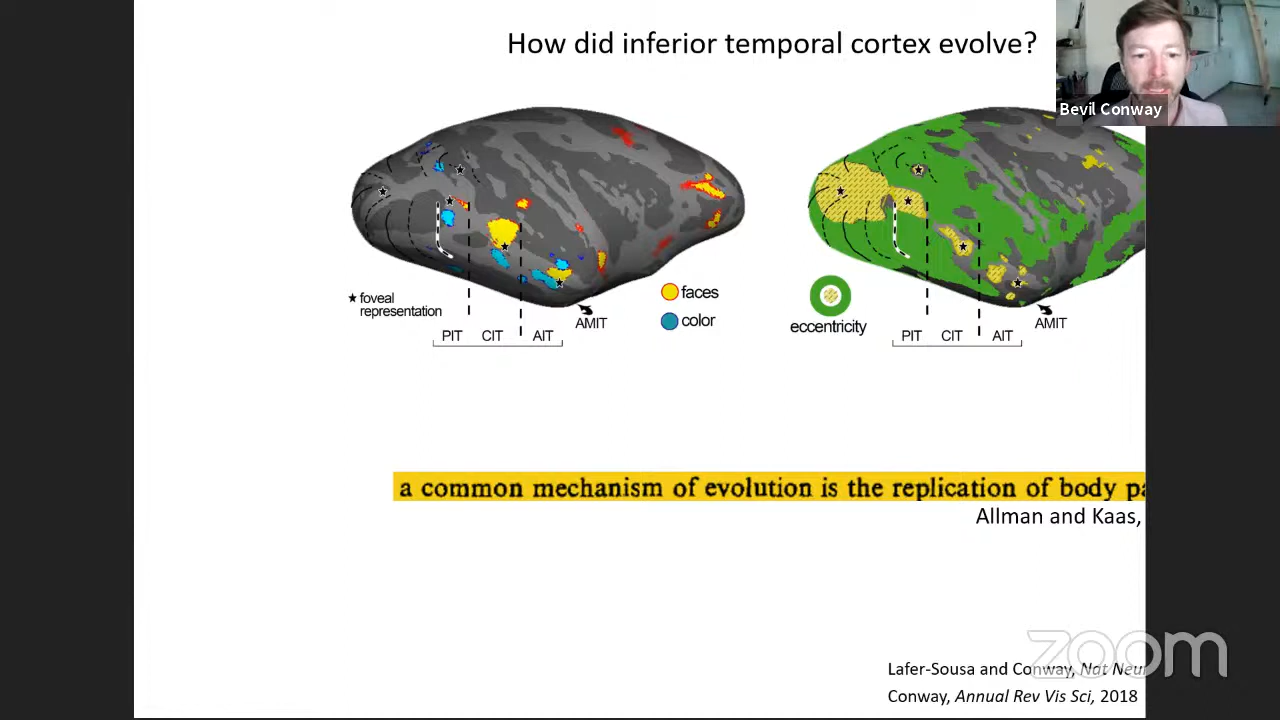 How did inferior temporal cortex evolve?
Bevil Conway
★ foveal
representation
PIT CIT AIT
AMIT
faces
color
eccentricity
PIT CIT AIT
AMIT
a common mechanism of evolution is the replication of body
Allman and Kaas,
Lafer-Sousa and Conway, Nat
Conway, Annual Rev Vis Sci, 2018
zoom